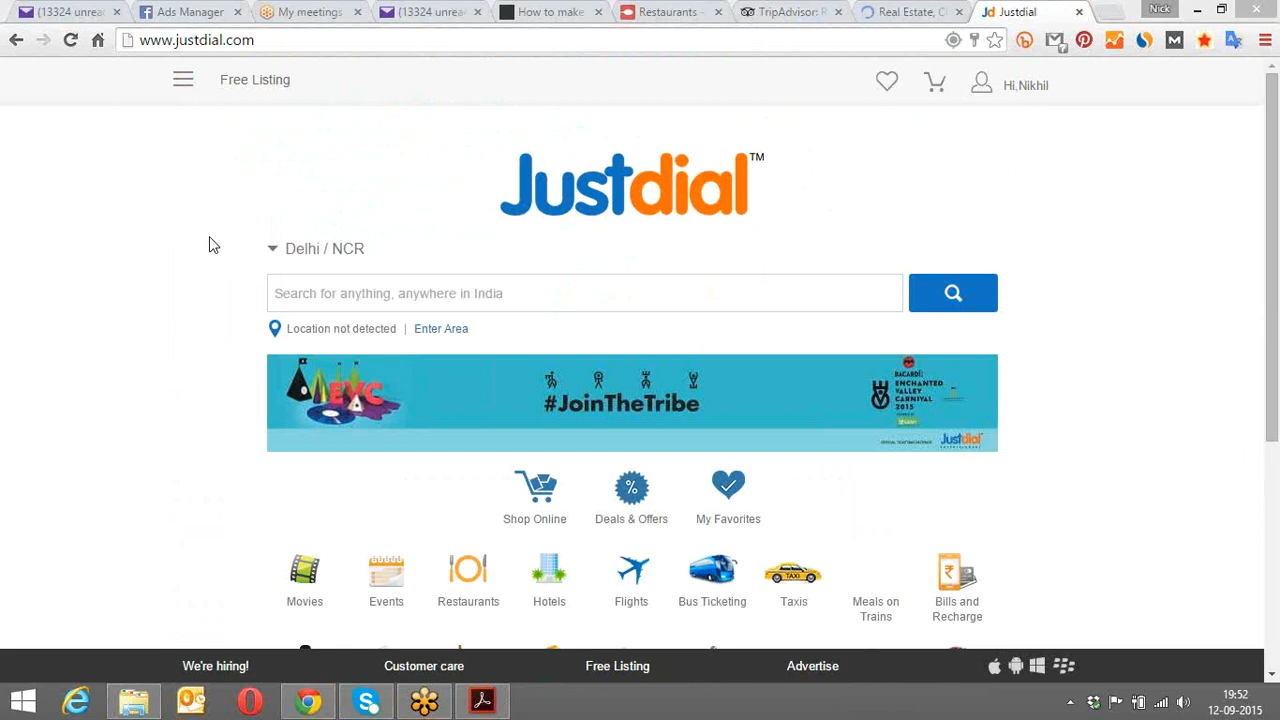 (13324 unrea
Ads Manager
My meetings
(13324 unrea
How to make
Restaurants -
TripAdvisor: R
Real Estate, C
Jd Justdial
Nick
www.justdial.com
Free Listing
Hi,Nikhil
Justdial™
Delhi / NCR
Search for anything, anywhere in India
Location not detected | Enter Area
EVC
#JoinTheTribe
BACARDI
ENCHANTED
VALLEY
CARNIVAL
2015
Justdial
Shop Online
Deals & Offers
My Favorites
Movies
Events
Restaurants
Hotels
Flights
Bus Ticketing
Taxis
Meals on
Trains
Bills and
Recharge
We're hiring!
Customer care
Free Listing
Advertise
19:52
12-09-2015